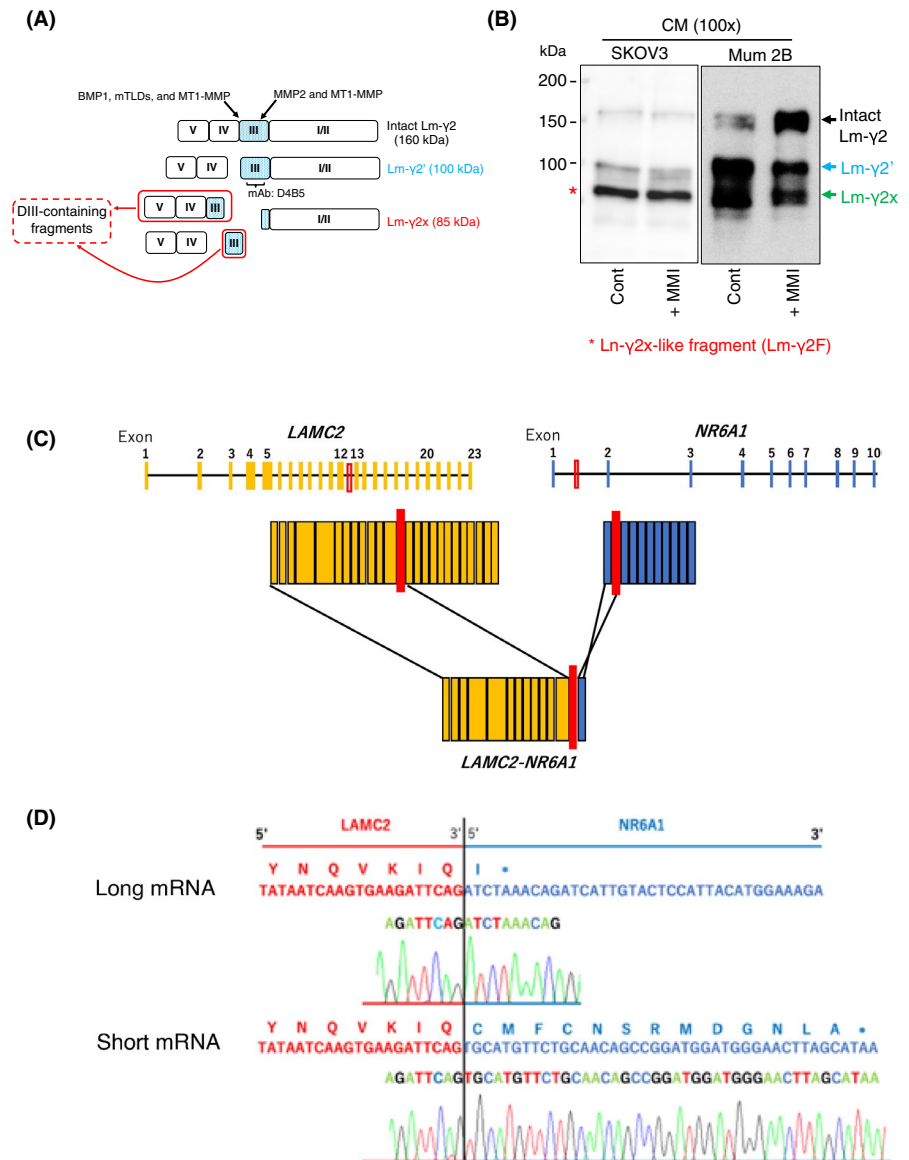 (A)
BMP1, mTLDs, and MT1-MMP
MMP2 and MT1-MMP
V IV III I/II
Intact Lm-γ2
(160 kDa)
V IV III I/II
Lm-γ2' (100 kDa)
mAb: D4B5
V IV III
I/II
Lm-γ2x (85 kDa)
DIII-containing
fragments
V IV III
(B)
CM (100x)
kDa
SKOV3
Mum 2B
200
150
100
*
Intact
Lm-γ2
Lm-γ2'
Lm-γ2x
Cont
+ MMI
Cont
+ MMI
* Ln-γ2x-like fragment (Lm-γ2F)
(C)
Exon
LAMC2
1 2 3 4 5 12 13 20 23
Exon
NR6A1
1 2 3 4 5 6 7 8 9 10
LAMC2-NR6A1
(D)
LAMC2
NR6A1
5' 3' 5' 3'
Long mRNA
Y N Q V K I Q I *
TATAATCAAGTGAAGATTCAGATCTAAACAGATCATTGTACTCCATTACATGGAAAGA
AGATTCAGATCTAAACAG
Short mRNA
Y N Q V K I Q C M F C N S R M D G N L A *
TATAATCAAGTGAAGATTCAGTGCATGTTCTGCAACAGCCGGATGGATGGGAACTTAGCATAA
AGATTCAGTGCATGTTCTGCAACAGCCGGATGGATGGGAACTTAGCATAA